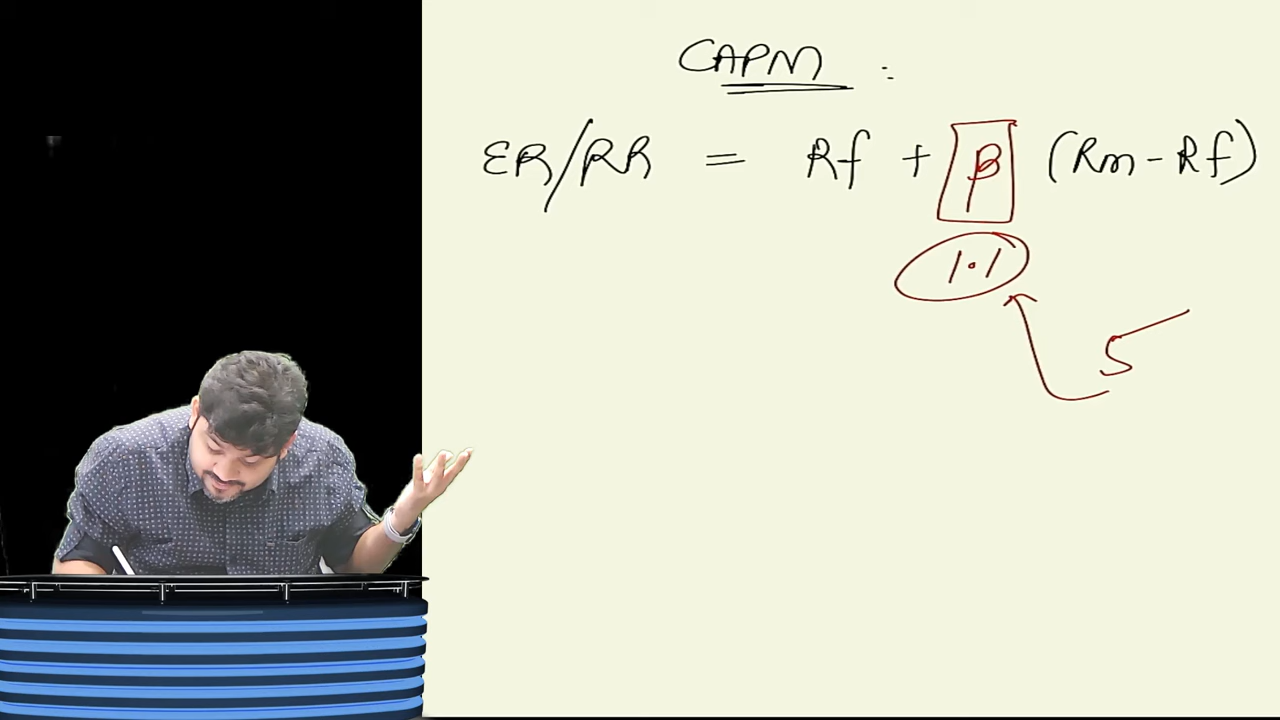 CAPM :
ER/RR = Rf + β (Rm - Rf)
1.1
5